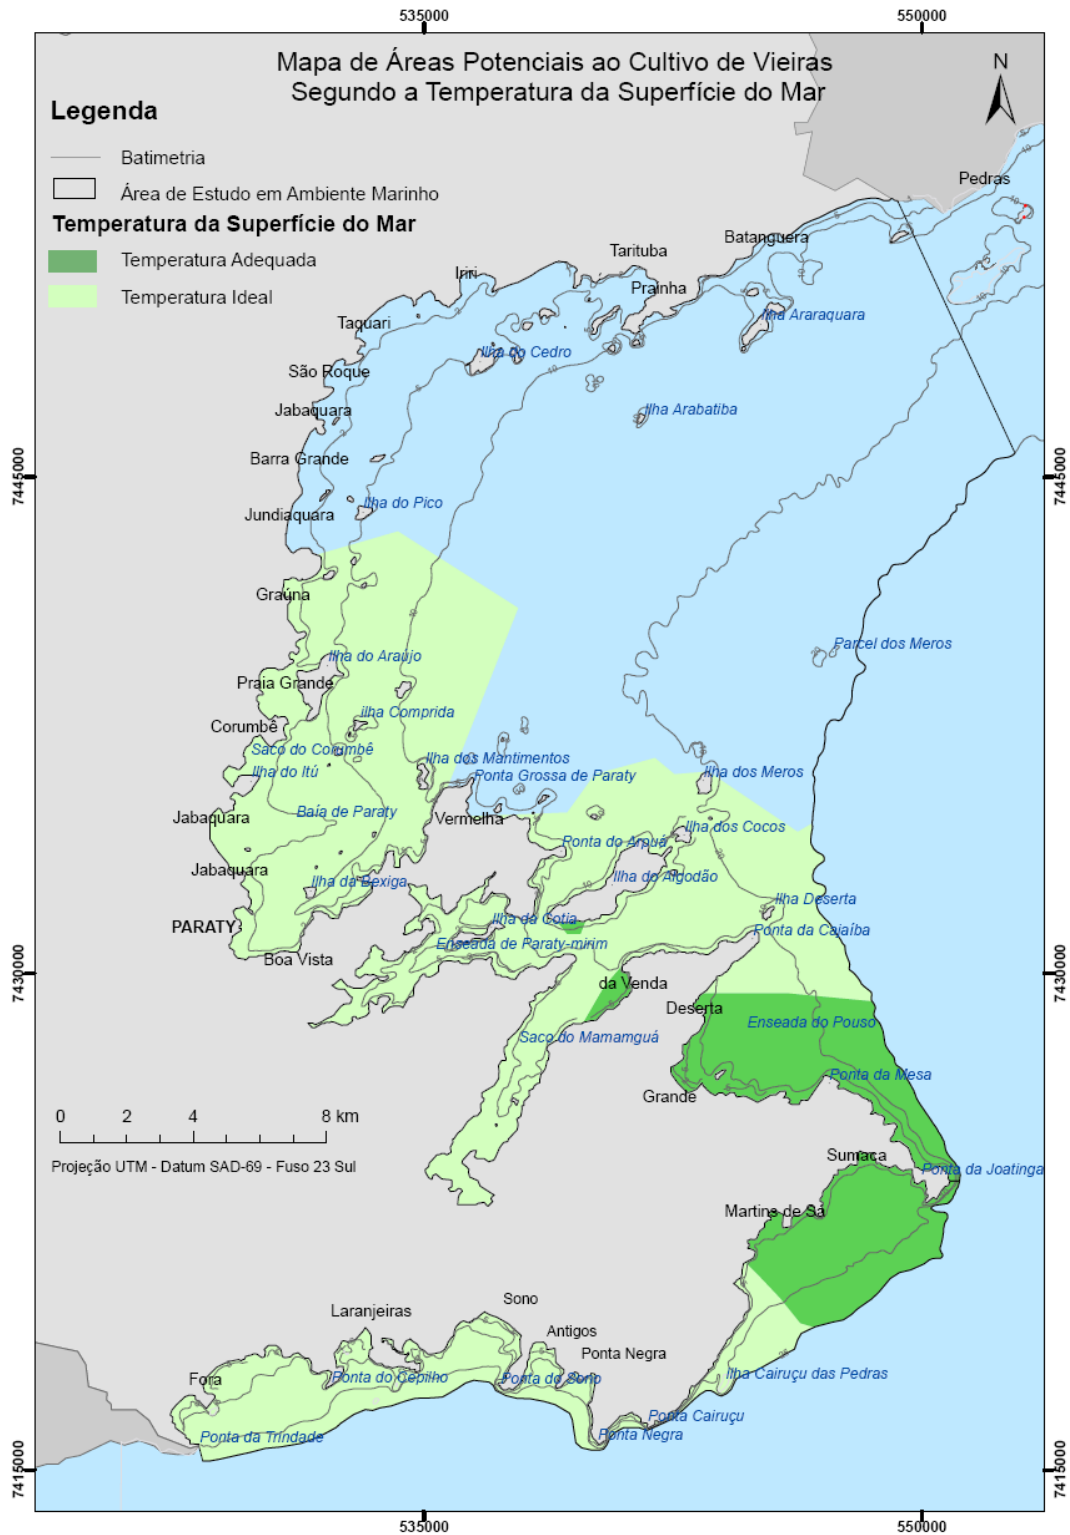 535000
550000
Mapa de Áreas Potenciais ao Cultivo de Vieiras
Segundo a Temperatura da Superfície do Mar
N
Legenda
Batimetria
Área de Estudo em Ambiente Marinho
Temperatura da Superfície do Mar
Temperatura Adequada
Temperatura Ideal
Pedras
Batanguera
Tarituba
Iriri
Prainha
Ilha Araraquara
Taquari
Ilha do Cedro
São Roque
Jabaquara
Ilha Arabatiba
Barra Grande
7445000
7445000
Ilha do Pico
Jundiaquara
Graúna
Parcel dos Meros
Ilha do Araújo
Praia Grande
ilha Comprida
Corumbê
Saco do Corumbê
Ilha dos Mantimentos
Ilha do Itú
Ponta Grossa de Paraty
Ilha dos Meros
Baía de Paraty
Jabaquara
Vermelha
Ilha dos Cocos
Ponta do Arpuá
Jabaquara
Ilha da Bexiga
Ilha do Algodão
Ilha Deserta
PARATY
Ilha da Cotia
Ponta da Cajaíba
Enseada de Paraty-mirim
Boa Vista
7430000
7430000
da Venda
Deserta
Enseada do Pouso
Saco do Mamamguá
Ponta da Mesa
Grande
0 2 4 8 km
Projeção UTM - Datum SAD-69 - Fuso 23 Sul
Sumaca
Ponta da Joatinga
Martins de Sá
Sono
Laranjeiras
Antigos
Ponta Negra
Fora
Ponta do Cepilho
Ponta do Sono
Ilha Cairuçu das Pedras
Ponta Cairuçu
Ponta da Trindade
Ponta Negra
7415000
7415000
535000
550000